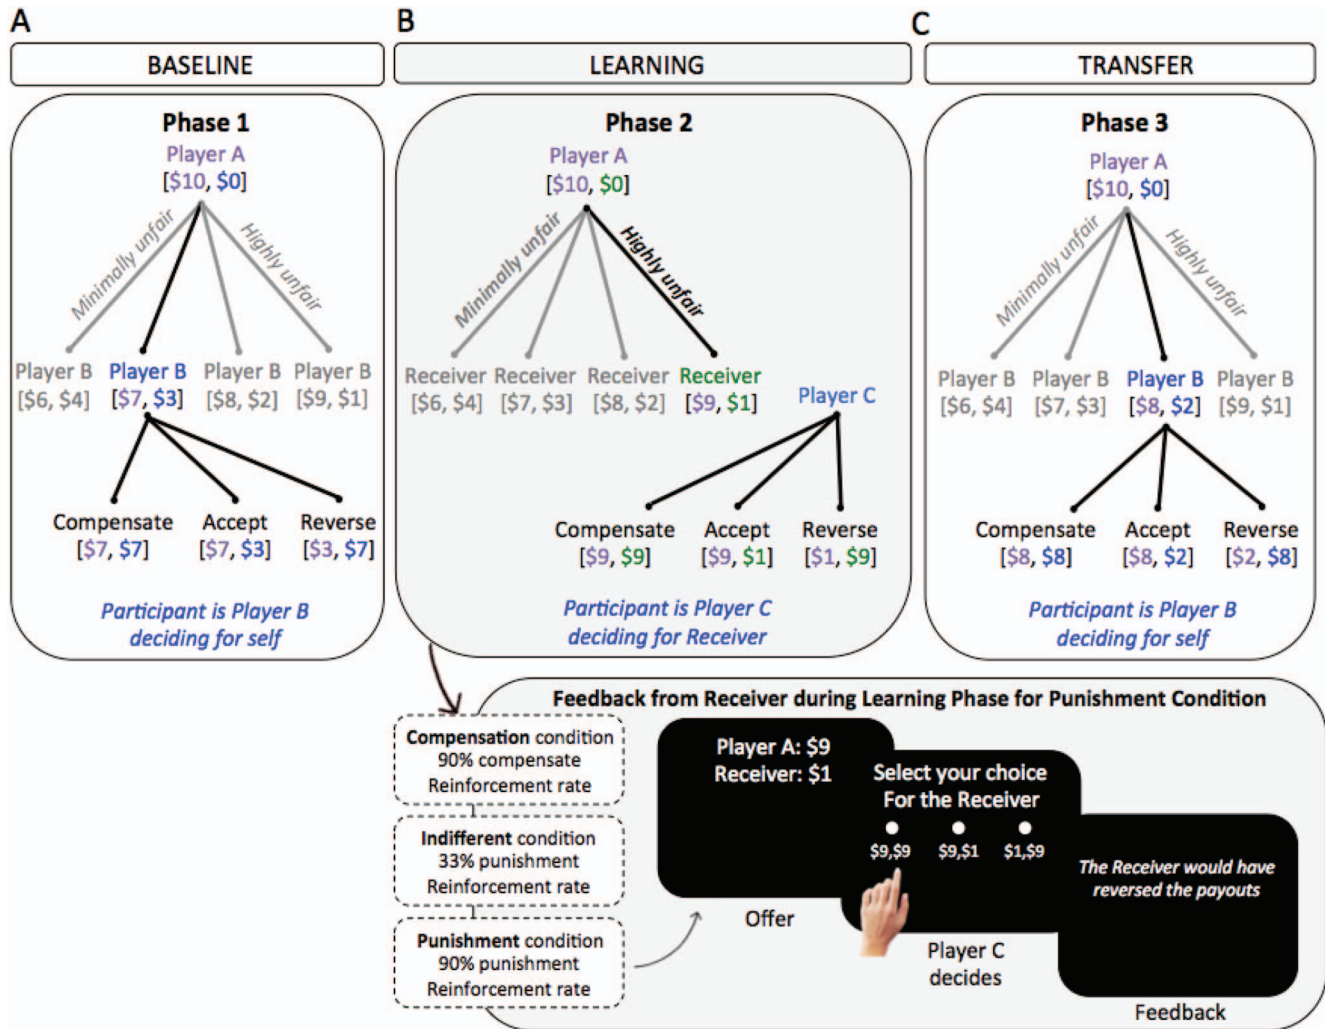 A
BASELINE
Phase 1
Player A
[$10, $0]
Minimally unfair
Highly unfair
Player B
[$6, $4]
Player B
[$7, $3]
Player B
[$8, $2]
Player B
[$9, $1]
Compensate
[$7, $7]
Accept
[$7, $3]
Reverse
[$3, $7]
Participant is Player B
deciding for self
B
LEARNING
Phase 2
Player A
[$10, $0]
Minimally unfair
Highly unfair
Receiver
[$6, $4]
Receiver
[$7, $3]
Receiver
[$8, $2]
Receiver
[$9, $1]
Player C
Compensate
[$9, $9]
Accept
[$9, $1]
Reverse
[$1, $9]
Participant is Player C
deciding for Receiver
C
TRANSFER
Phase 3
Player A
[$10, $0]
Minimally unfair
Highly unfair
Player B
[$6, $4]
Player B
[$7, $3]
Player B
[$8, $2]
Player B
[$9, $1]
Compensate
[$8, $8]
Accept
[$8, $2]
Reverse
[$2, $8]
Participant is Player B
deciding for self
Compensation condition
90% compensate
Reinforcement rate
Indifferent condition
33% punishment
Reinforcement rate
Punishment condition
90% punishment
Reinforcement rate
Feedback from Receiver during Learning Phase for Punishment Condition
Player A: $9
Receiver: $1
Offer
Select your choice
For the Receiver
$9,$9 $9,$1 $1,$9
Player C
decides
The Receiver would have
reversed the payouts
Feedback